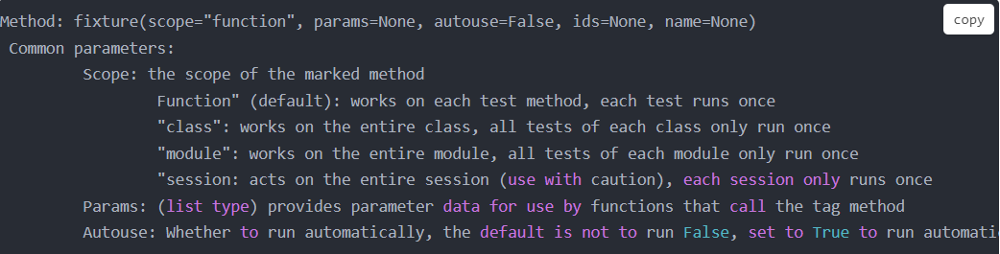 Method: fixture(scope="function", params=None, autouse=False, ids=None, name=None)
copy
Common parameters:
Scope: the scope of the marked method
Function" (default): works on each test method, each test runs once
"class": works on the entire class, all tests of each class only run once
"module": works on the entire module, all tests of each module only run once
"session: acts on the entire session (use with caution), each session only runs once
Params: (list type) provides parameter data for use by functions that call the tag method
Autouse: Whether to run automatically, the default is not to run False, set to True to run